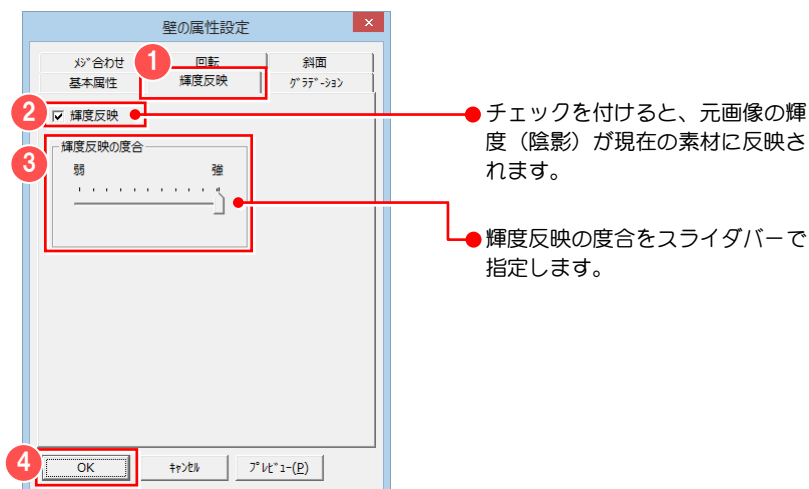 壁の属性設定
×
ﾒｼﾞ合わせ 回転 斜面
1
基本属性 輝度反映 ｸﾞﾗﾃﾞｰｼｮﾝ
2
輝度反映
3
輝度反映の度合
弱 強
4
OK ｷｬﾝｾﾙ ﾌﾟﾚﾋﾞｭｰ(P)
チェックを付けると、元画像の輝
度（陰影）が現在の素材に反映さ
れます。
輝度反映の度合をスライダバーで
指定します。